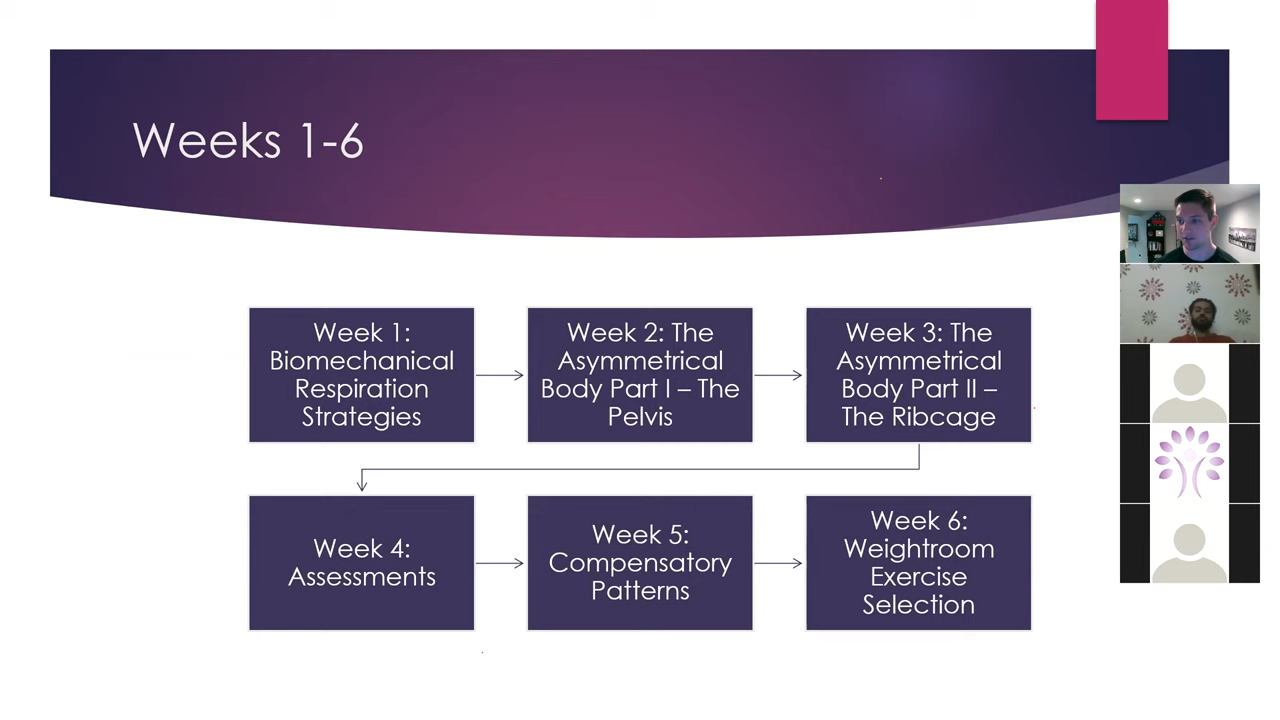 Weeks 1-6
Week 1:
Biomechanical
Respiration
Strategies
Week 2: The
Asymmetrical
Body Part I – The
Pelvis
Week 3: The
Asymmetrical
Body Part II –
The Ribcage
Week 4:
Assessments
Week 5:
Compensatory
Patterns
Week 6:
Weightroom
Exercise
Selection